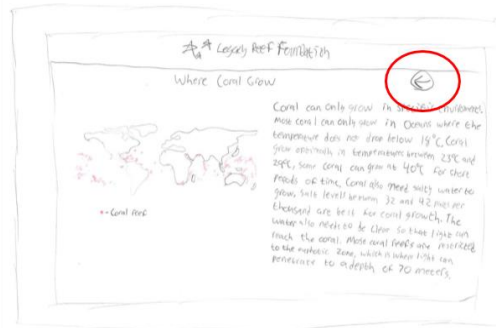 Legacy Reef Foundation
Where Coral Grow
Coral can only grow in specific
Most coral can only grow in Oceans where the
temperature does not drop below 18°C, Coral
grow optimally in temperatures between 23°C and
29°C, some coral can grow at 40°C for short
periods of time, Coral also need salty water to
grow, Salt levels between 32 and 42
thousand are best for coral growth. The
water also needs to be clear so that light can
reach the coral. Most coral reefs are restricted
to the euphotic zone, which is where light can
penetrate to a depth of 70 meters.
Coral reef